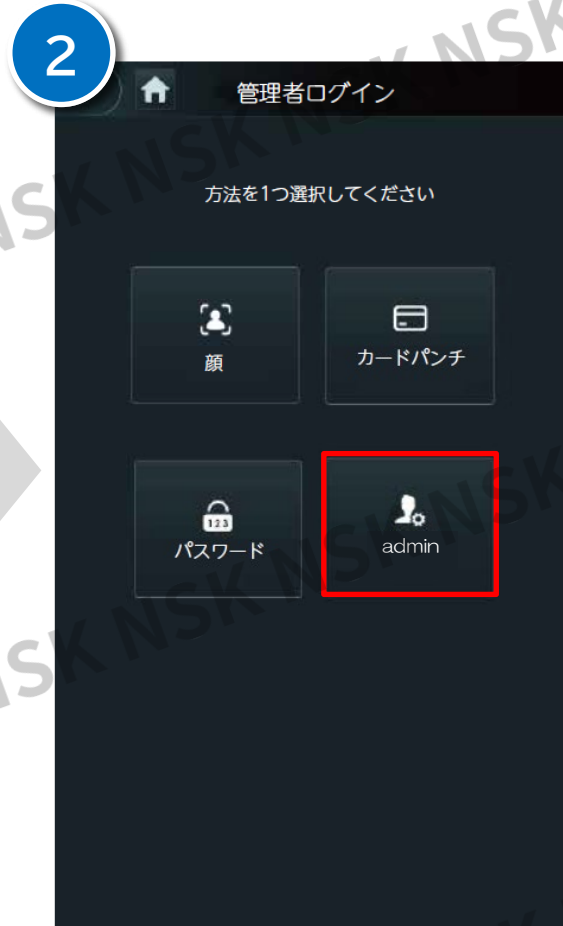 2
管理者ログイン
方法を1つ選択してください
顔
カードパンチ
123
パスワード
admin
NSK NSK
NSK NSK
NSK NSK
NSK NSK